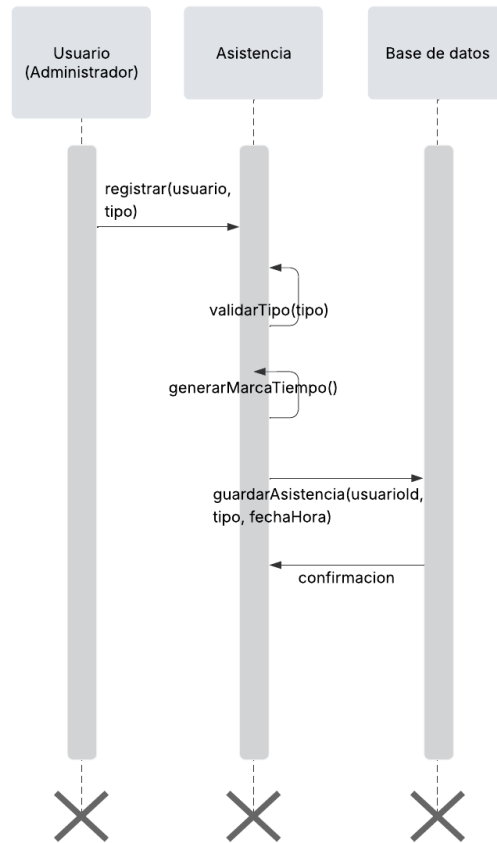 Usuario
(Administrador)
Asistencia
Base de datos
registrar(usuario,
tipo)
validarTipo(tipo)
generarMarcaTiempo()
guardarAsistencia(usuarioId,
tipo, fechaHora)
confirmacion